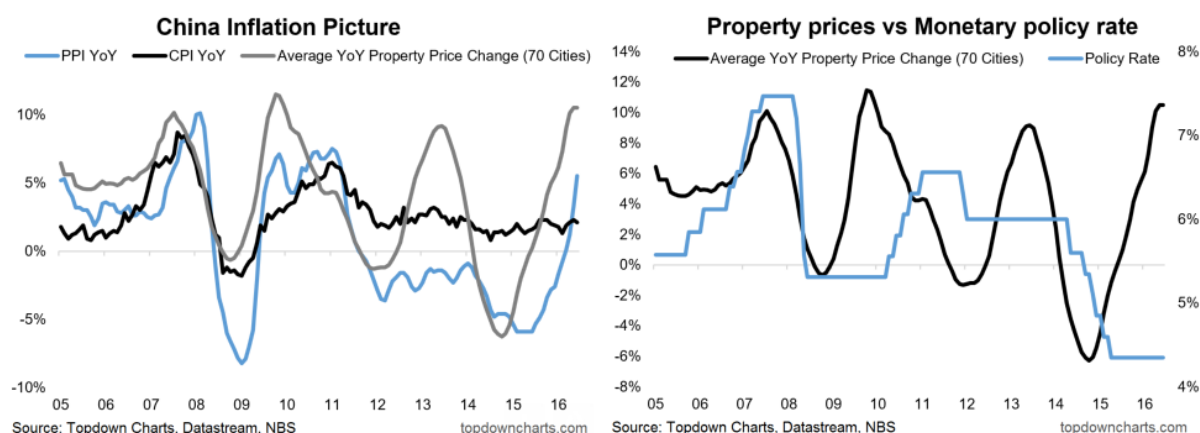 China Inflation Picture
PPI YoY CPI YoY Average YoY Property Price Change (70 Cities)
10%
5%
0%
-5%
-10%
05 06 07 08 09 10 11 12 13 14 15 16
Source: Topdown Charts, Datastream, NBS topdowncharts.com
Property prices vs Monetary policy rate
14% 8%
Average YoY Property Price Change (70 Cities) Policy Rate
12%
10% 7%
8%
6%
4% 6%
2%
0%
-2% 5%
-4%
-6%
-8% 4%
05 06 07 08 09 10 11 12 13 14 15 16
Source: Topdown Charts, Datastream, NBS topdowncharts.com